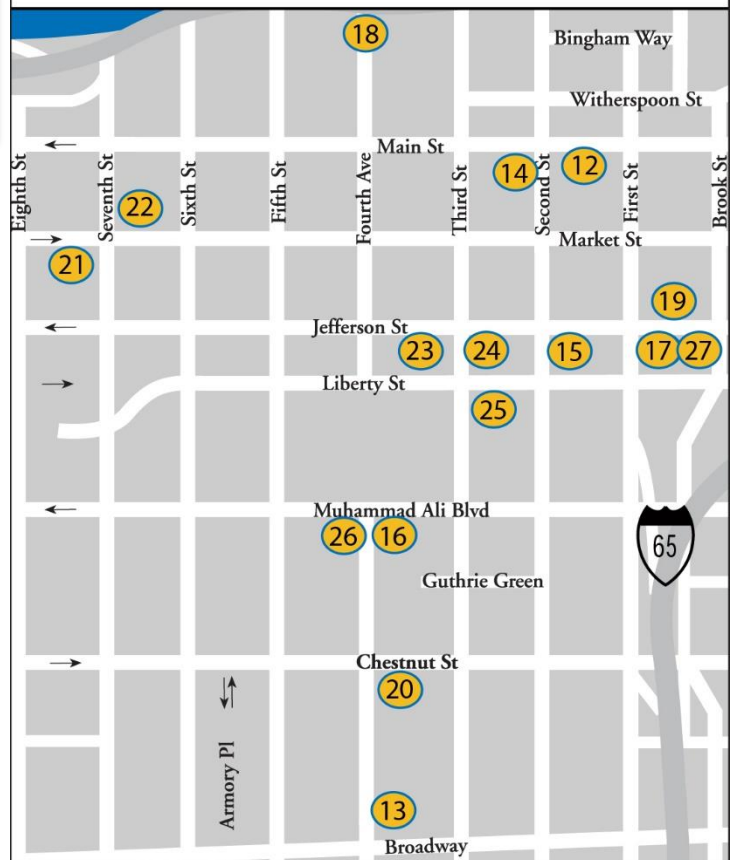 18
Bingham Way
Witherspoon St
Main St
14
12
Eighth St
Seventh St
22
Sixth St
Fifth St
Fourth Ave
Third St
Second St
First St
Brook St
Market St
21
19
Jefferson St
23
24
15
17
27
Liberty St
25
Muhammad Ali Blvd
26
16
65
Guthrie Green
Chestnut St
20
Armory Pl
13
Broadway